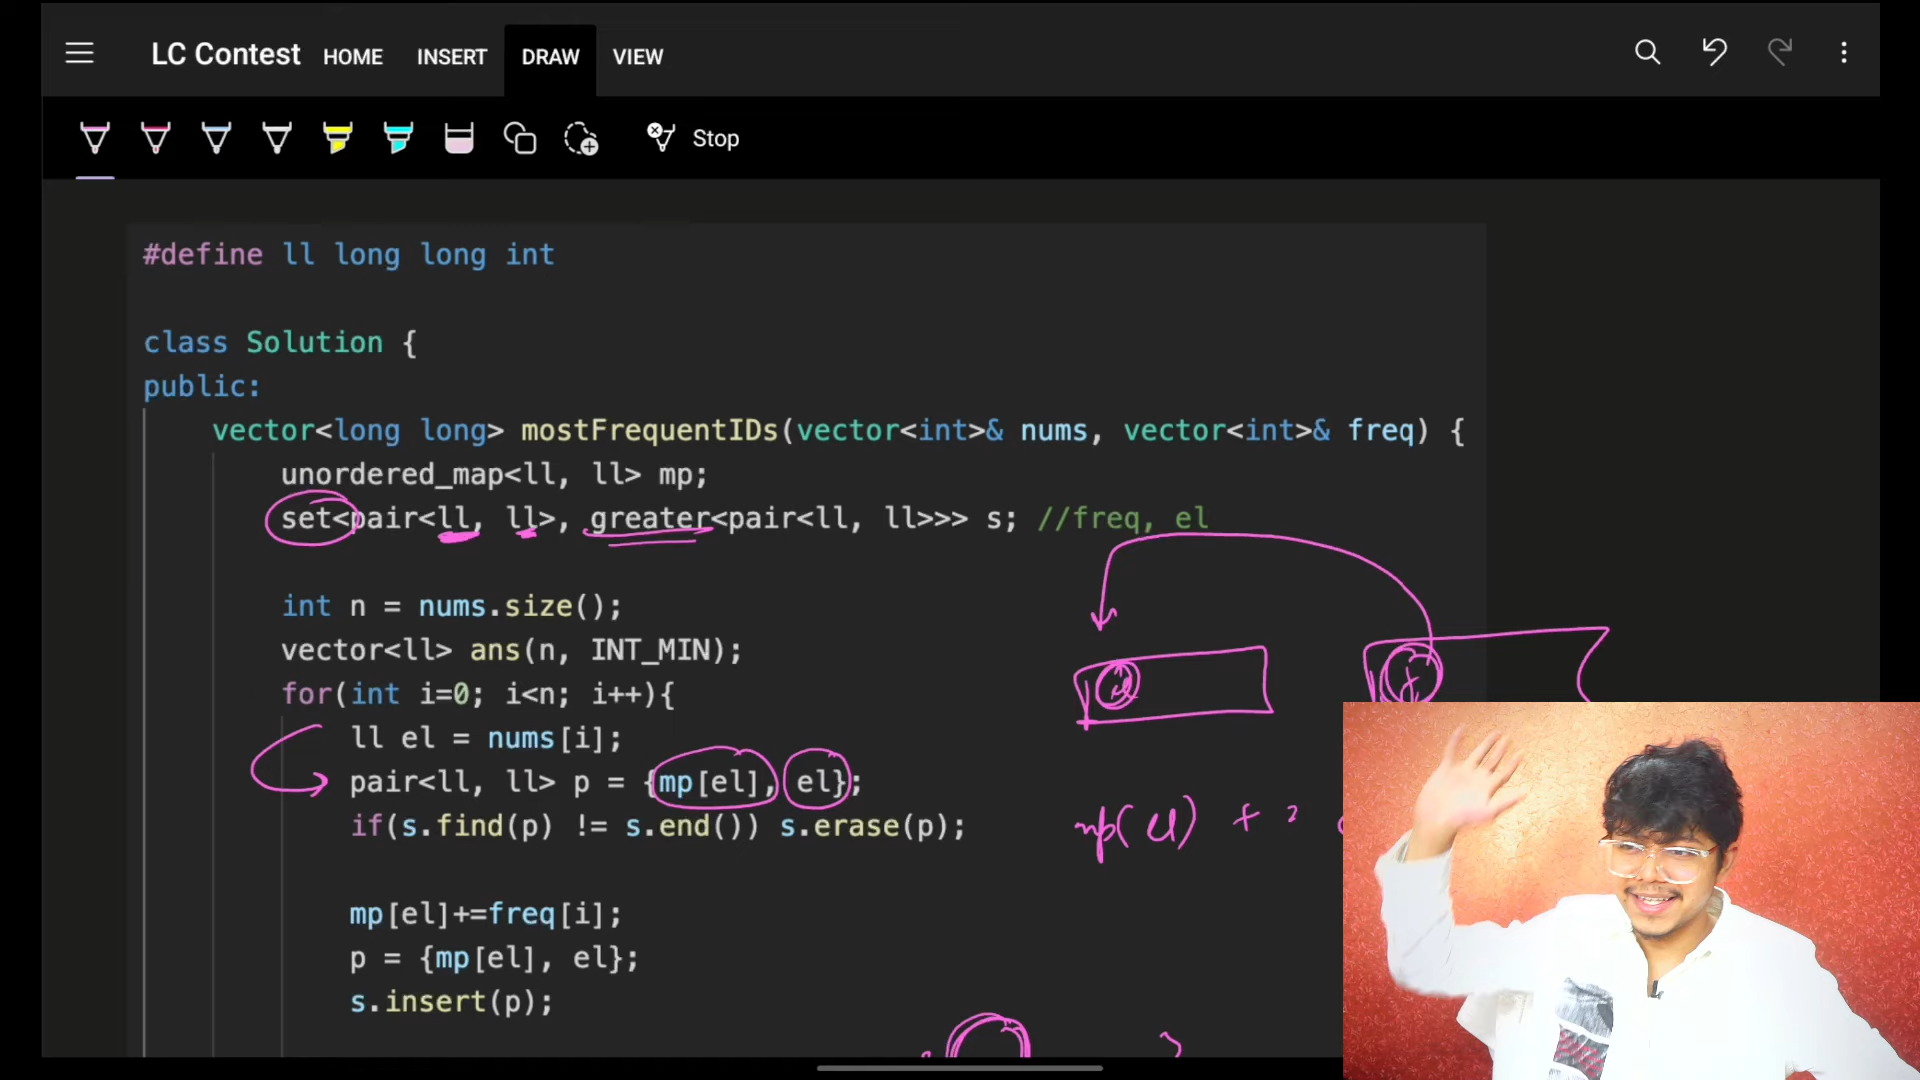 LC Contest HOME INSERT DRAW VIEW
Stop
#define ll long long int
class Solution {
public:
vector<long long> mostFrequentIDs(vector<int>& nums, vector<int>& freq) {
unordered_map<ll, ll> mp;
set<pair<ll, ll>, greater<pair<ll, ll>>> s; //freq, el
int n = nums.size();
vector<ll> ans(n, INT_MIN);
for(int i=0; i<n; i++){
ll el = nums[i];
pair<ll, ll> p = {mp[el], el};
if(s.find(p) != s.end()) s.erase(p);
mp[el]+=freq[i];
p = {mp[el], el};
s.insert(p);